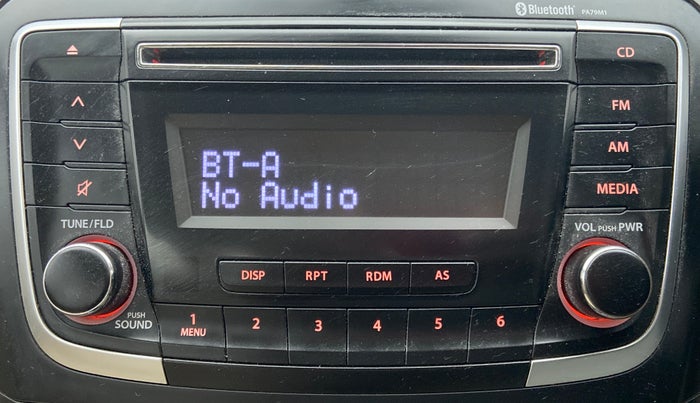 Bluetooth PA79M1
CD
FM
AM
MEDIA
BT-A
No Audio
TUNE/FLD
VOL PUSH PWR
DISP RPT RDM AS
PUSH
SOUND
1 2 3 4 5 6
MENU